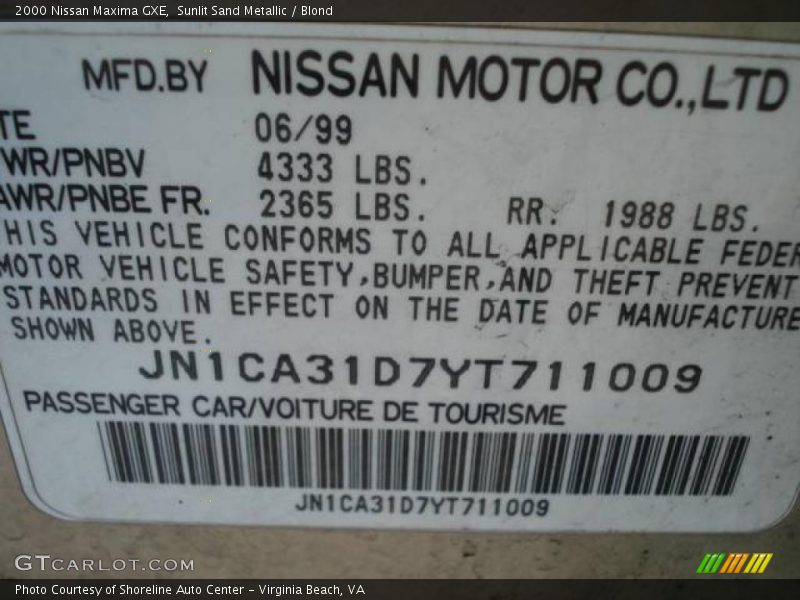 2000 Nissan Maxima GXE, Sunlit Sand Metallic / Blond
MFD.BY NISSAN MOTOR CO.,LTD
TE 06/99
WR/PNBV 4333 LBS.
AWR/PNBE FR. 2365 LBS. RR: 1988 LBS.
HIS VEHICLE CONFORMS TO ALL APPLICABLE FEDER
MOTOR VEHICLE SAFETY,BUMPER,AND THEFT PREVENT
STANDARDS IN EFFECT ON THE DATE OF MANUFACTURE
SHOWN ABOVE.
JN1CA31D7YT711009
PASSENGER CAR/VOITURE DE TOURISME
JN1CA31D7YT711009
GTCARLOT.COM
Photo Courtesy of Shoreline Auto Center - Virginia Beach, VA